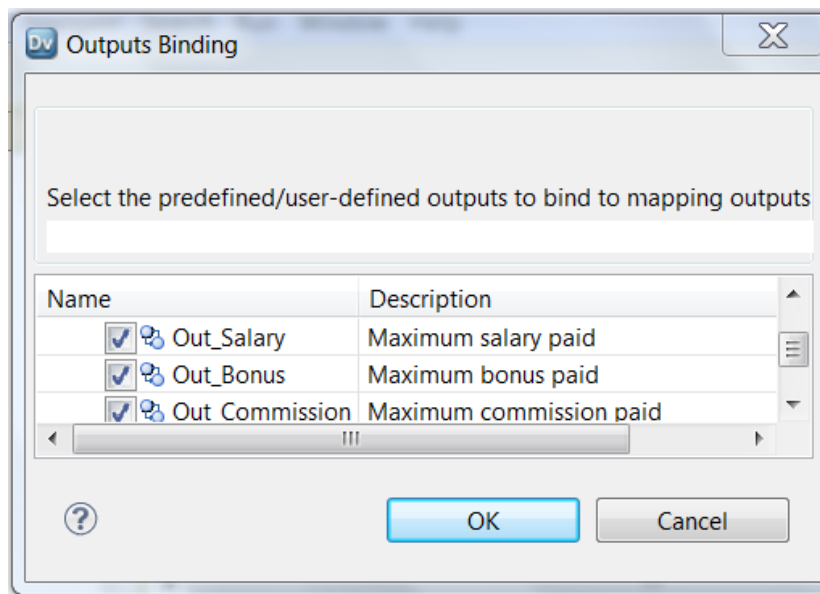 Dv Outputs Binding
Select the predefined/user-defined outputs to bind to mapping outputs
Name Description
Out_Salary Maximum salary paid
Out_Bonus Maximum bonus paid
Out_Commission Maximum commission paid
? OK Cancel